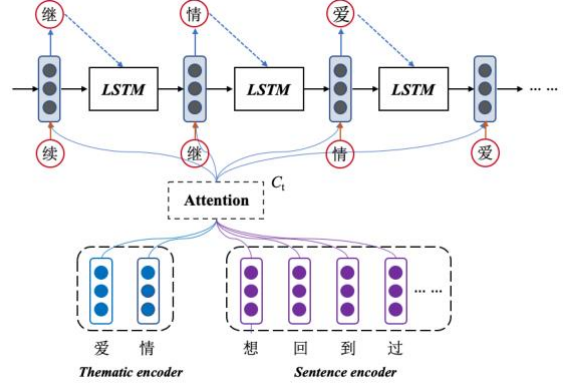 继 情 爱
LSTM LSTM LSTM ... ...
续 继 情 爱
Attention Ct
爱 情 想 回 到 过 ... ...
Thematic encoder Sentence encoder